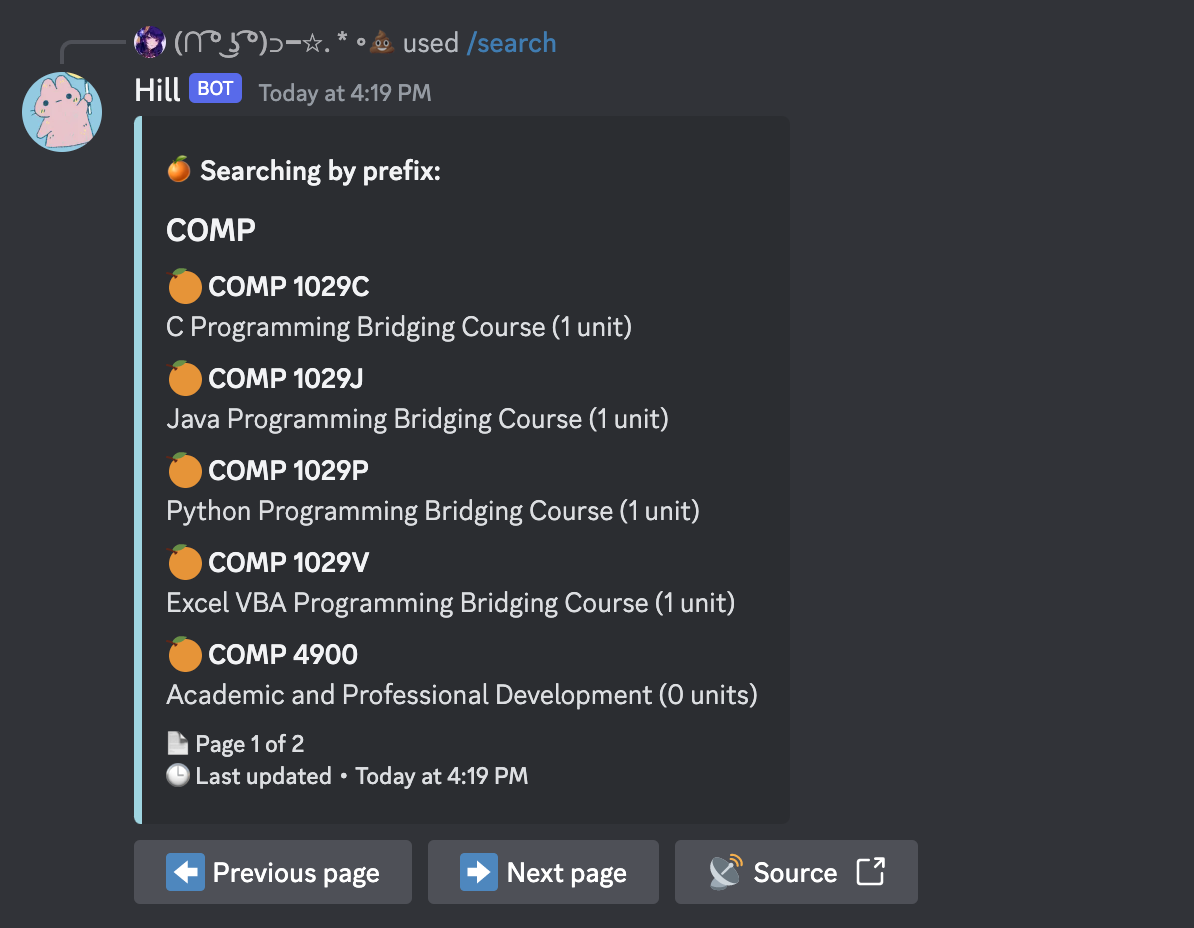 (ᑎ ͡° ͜ʖ ͡°)⊃━☆. * ∘💩 used /search
Hill BOT Today at 4:19 PM
🍊 Searching by prefix:
COMP
COMP 1029C
C Programming Bridging Course (1 unit)
COMP 1029J
Java Programming Bridging Course (1 unit)
COMP 1029P
Python Programming Bridging Course (1 unit)
COMP 1029V
Excel VBA Programming Bridging Course (1 unit)
COMP 4900
Academic and Professional Development (0 units)
Page 1 of 2
Last updated • Today at 4:19 PM
Previous page Next page Source